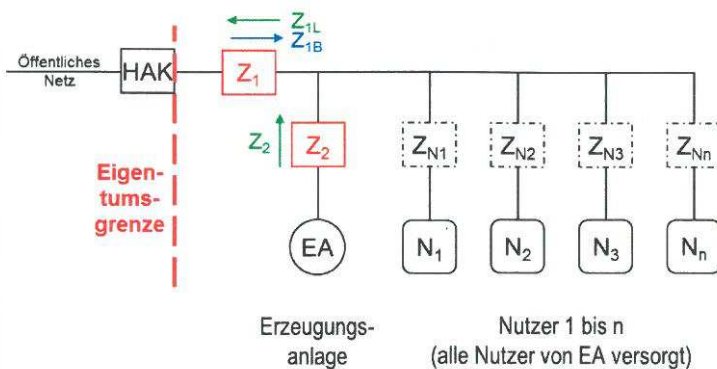 Z1L
Z1B
Öffentliches
Netz
HAK
Z1
Z2
Z2
ZN1
ZN2
ZN3
ZNn
Eigen-
tums-
grenze
EA
N1
N2
N3
Nn
Erzeugungs-
anlage
Nutzer 1 bis n
(alle Nutzer von EA versorgt)